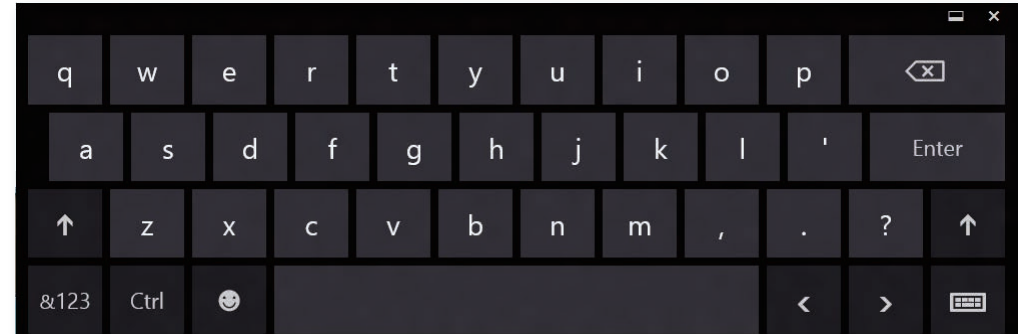 q w e r t y u i o p
a s d f g h j k l ' Enter
z x c v b n m , . ?
&123 Ctrl < >